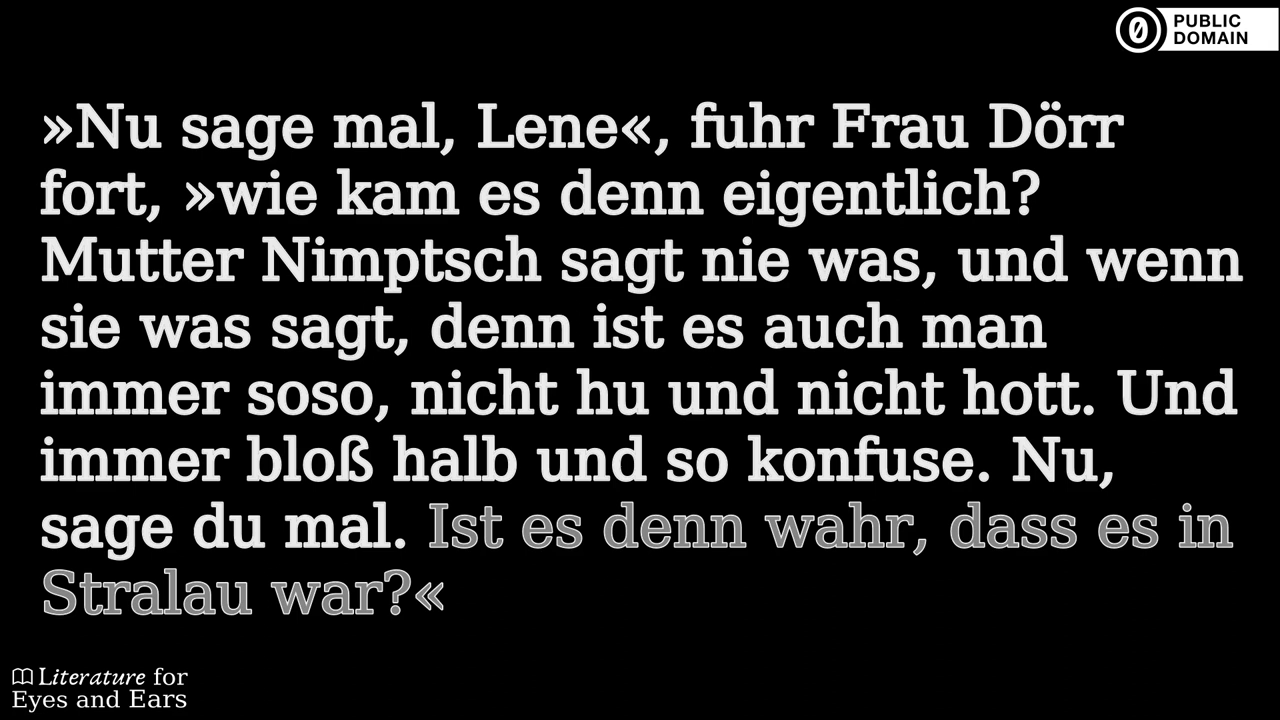 PUBLIC
DOMAIN
»Nu sage mal, Lene«, fuhr Frau Dörr
fort, »wie kam es denn eigentlich?
Mutter Nimptsch sagt nie was, und wenn
sie was sagt, denn ist es auch man
immer soso, nicht hu und nicht hott. Und
immer bloß halb und so konfuse. Nu,
sage du mal. Ist es denn wahr, dass es in
Stralau war?«
Literature for
Eyes and Ears